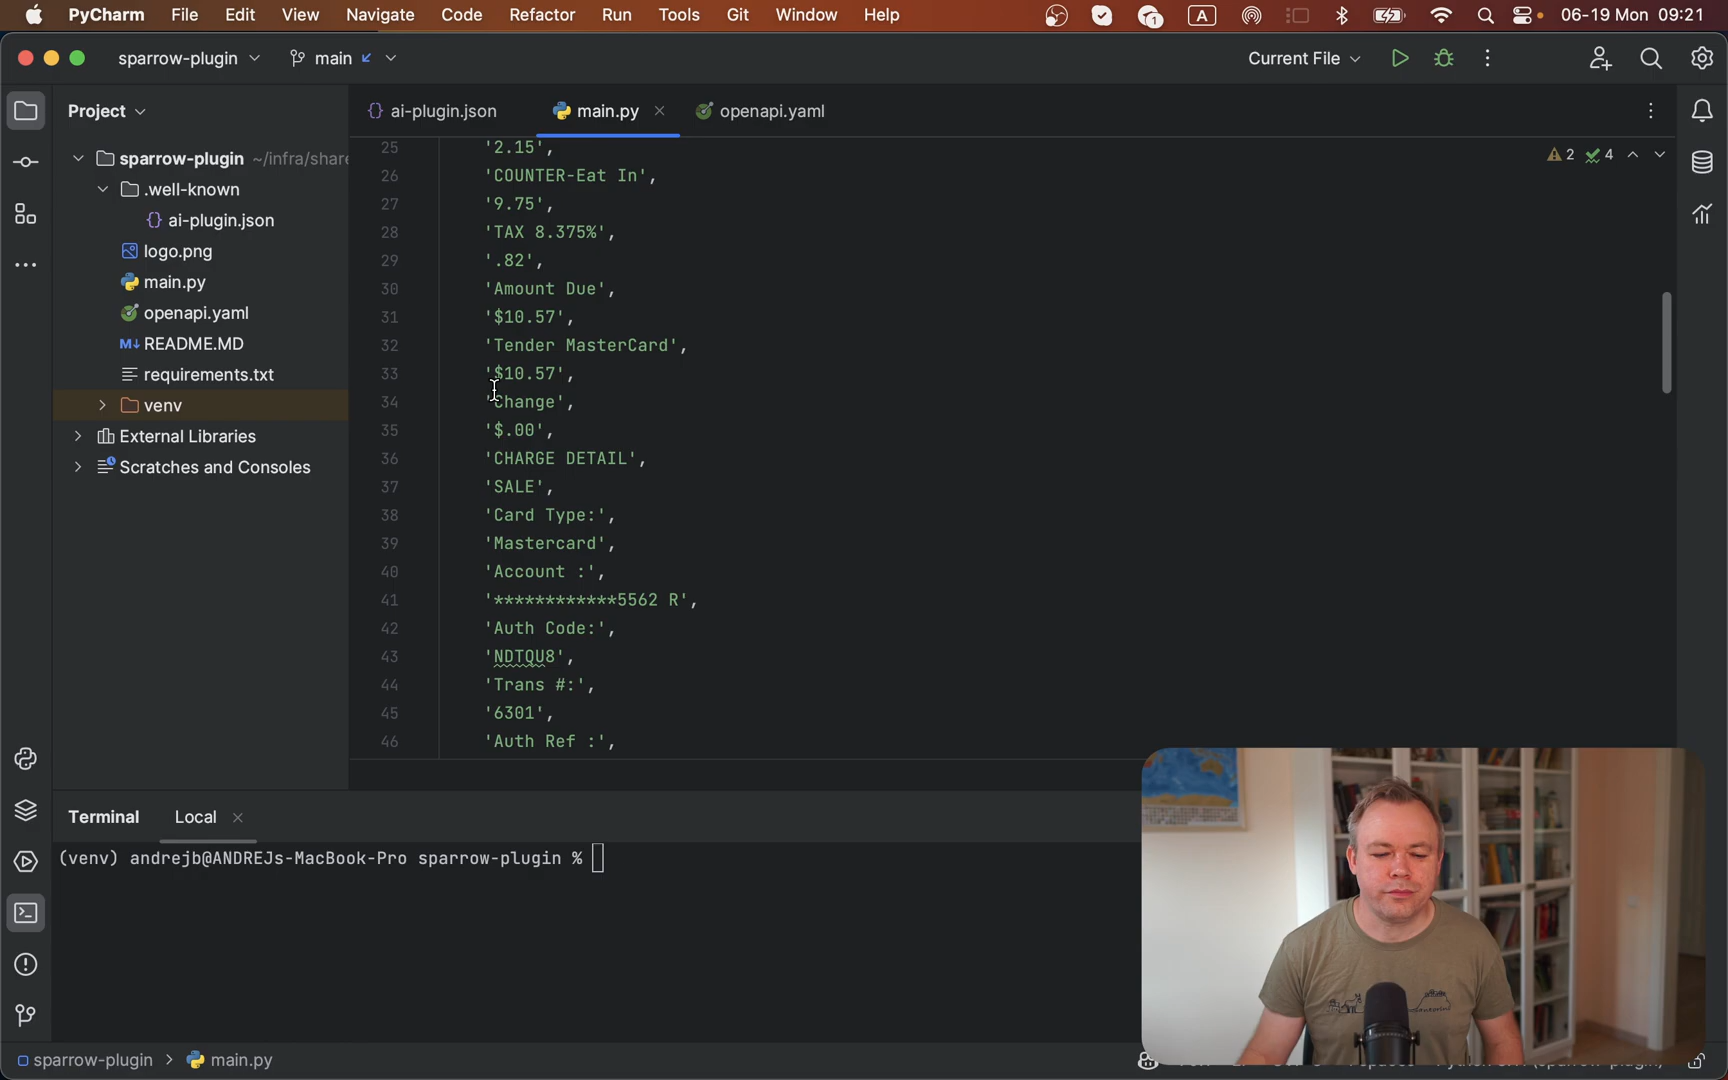 PyCharm File Edit View Navigate Code Refactor Run Tools Git Window Help 1 A 06-19 Mon 09:21
sparrow-plugin main Current File
Project
ai-plugin.json main.py openapi.yaml
2 4
sparrow-plugin ~/infra/share
.well-known
ai-plugin.json
logo.png
main.py
openapi.yaml
README.MD
requirements.txt
venv
External Libraries
Scratches and Consoles
25 '2.15',
26 'COUNTER-Eat In',
27 '9.75',
28 'TAX 8.375%',
29 '.82',
30 'Amount Due',
31 '$10.57',
32 'Tender MasterCard',
33 '$10.57',
34 'Change',
35 '$.00',
36 'CHARGE DETAIL',
37 'SALE',
38 'Card Type:',
39 'Mastercard',
40 'Account :',
41 '************5562 R',
42 'Auth Code:',
43 'NDTQU8',
44 'Trans #:',
45 '6301',
46 'Auth Ref :',
Terminal Local
(venv) andrejb@ANDREJs-MacBook-Pro sparrow-plugin %
sparrow-plugin > main.py